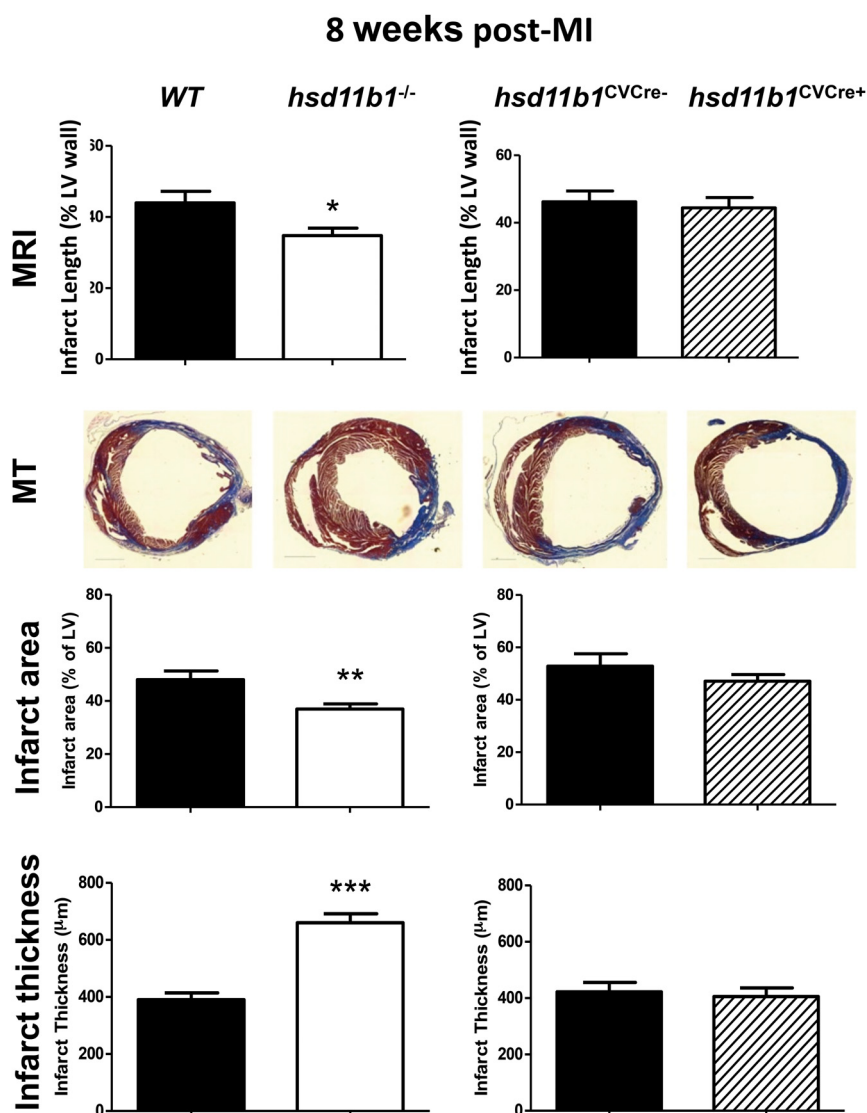 8 weeks post-MI
WT hsd11b1-/- hsd11b1CVCre- hsd11b1CVCre+
MRI
Infarct Length (% LV wall)
60
40
20
0
*
Infarct Length (% LV wall)
60
40
20
0
MT
Infarct area
Infarct area (% of LV)
80
60
40
20
0
**
Infarct area (% of LV)
80
60
40
20
0
Infarct thickness
Infarct Thickness (μm)
800
600
400
200
0
***
Infarct Thickness (μm)
800
600
400
200
0